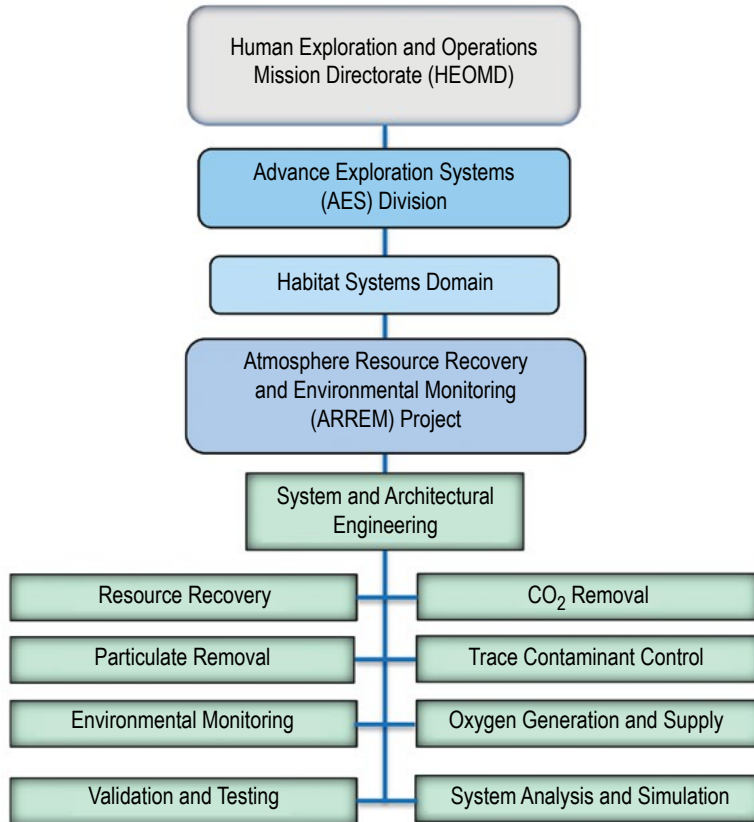 Human Exploration and Operations
Mission Directorate (HEOMD)
Advance Exploration Systems
(AES) Division
Habitat Systems Domain
Atmosphere Resource Recovery
and Environmental Monitoring
(ARREM) Project
System and Architectural
Engineering
Resource Recovery
CO₂ Removal
Particulate Removal
Trace Contaminant Control
Environmental Monitoring
Oxygen Generation and Supply
Validation and Testing
System Analysis and Simulation